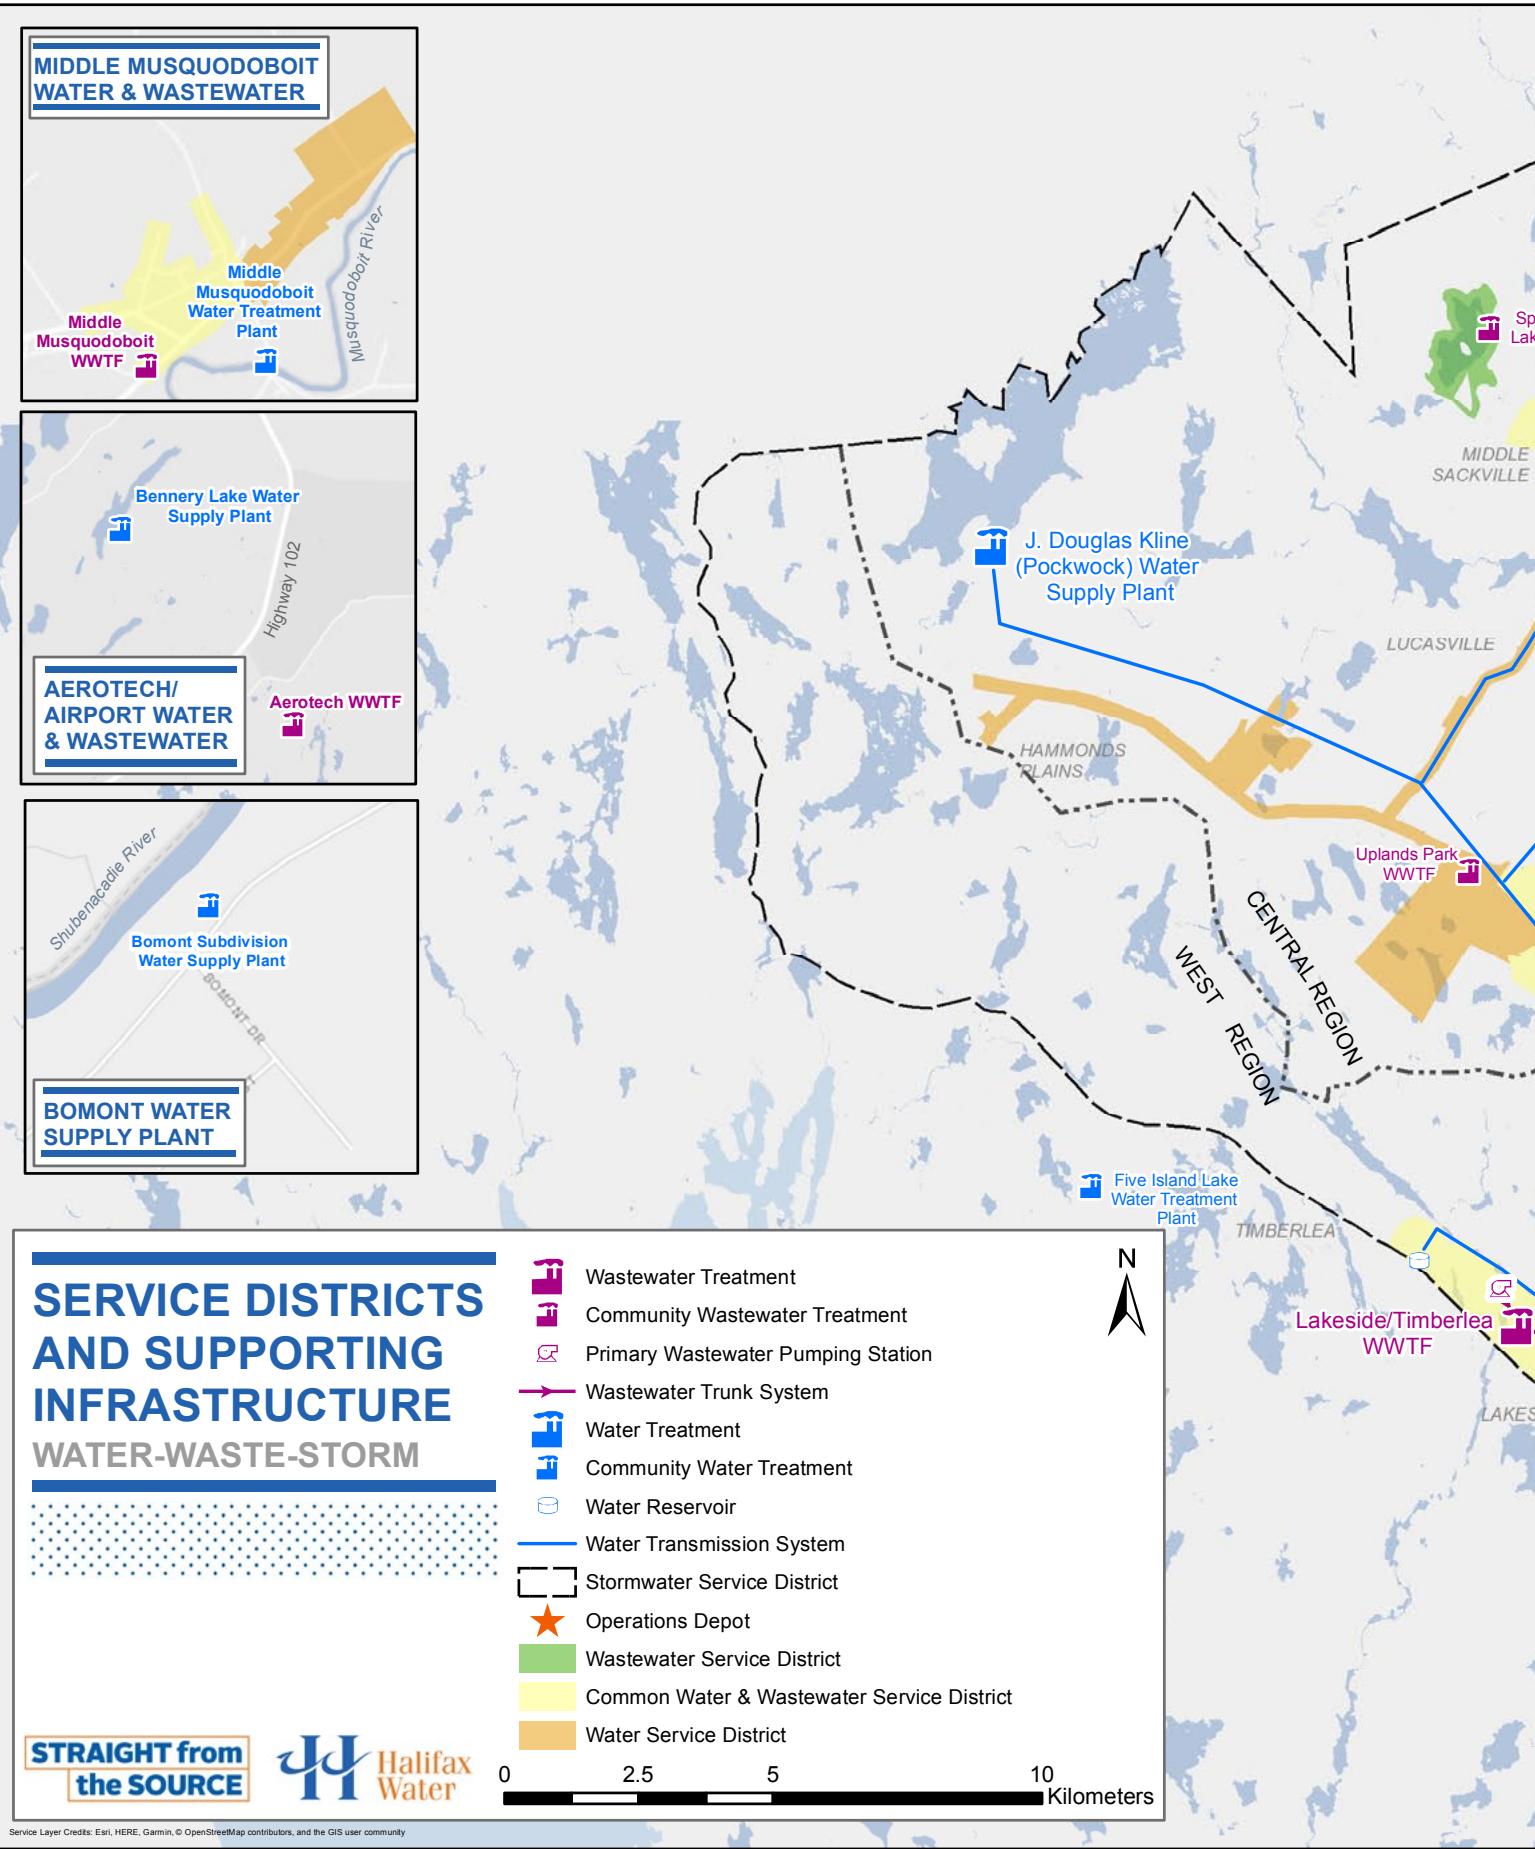 MIDDLE MUSQUODOBOIT
WATER & WASTEWATER
Middle
Musquodoboit
Water Treatment
Plant
Middle
Musquodoboit
WWTF
Musquodoboit River
Bennery Lake Water
Supply Plant
Highway 102
Aerotech WWTF
AEROTECH/
AIRPORT WATER
& WASTEWATER
Shubenacadie River
Bomont Subdivision
Water Supply Plant
BOMONT DR
BOMONT WATER
SUPPLY PLANT
Sp
Lak
MIDDLE
SACKVILLE
J. Douglas Kline
(Pockwock) Water
Supply Plant
LUCASVILLE
HAMMONDS
PLAINS
Uplands Park
WWTF
CENTRAL REGION
WEST REGION
Five Island Lake
Water Treatment
Plant
TIMBERLEA
Lakeside/Timberlea
WWTF
LAKES
SERVICE DISTRICTS
AND SUPPORTING
INFRASTRUCTURE
WATER-WASTE-STORM
N
Wastewater Treatment
Community Wastewater Treatment
Primary Wastewater Pumping Station
Wastewater Trunk System
Water Treatment
Community Water Treatment
Water Reservoir
Water Transmission System
Stormwater Service District
Operations Depot
Wastewater Service District
Common Water & Wastewater Service District
Water Service District
STRAIGHT from
the SOURCE
Halifax
Water
0 2.5 5 10
Kilometers
Service Layer Credits: Esri, HERE, Garmin, © OpenStreetMap contributors, and the GIS user community